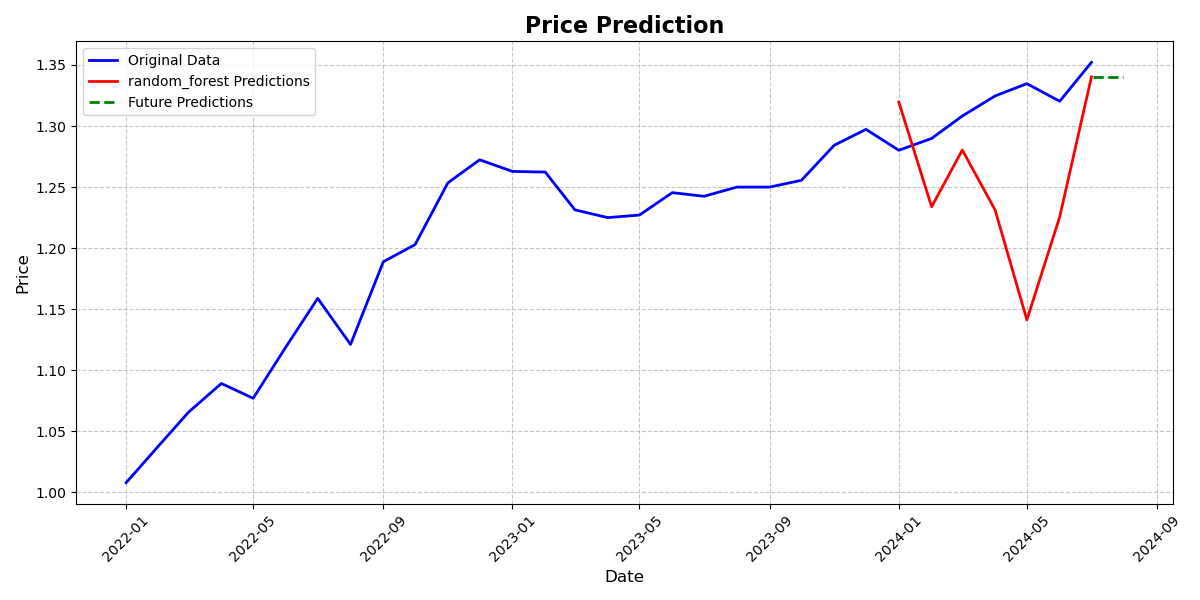 Price Prediction
Original Data
random_forest Predictions
Future Predictions
Price
1.35
1.30
1.25
1.20
1.15
1.10
1.05
1.00
2022-01
2022-05
2022-09
2023-01
2023-05
2023-09
2024-01
2024-05
2024-09
Date